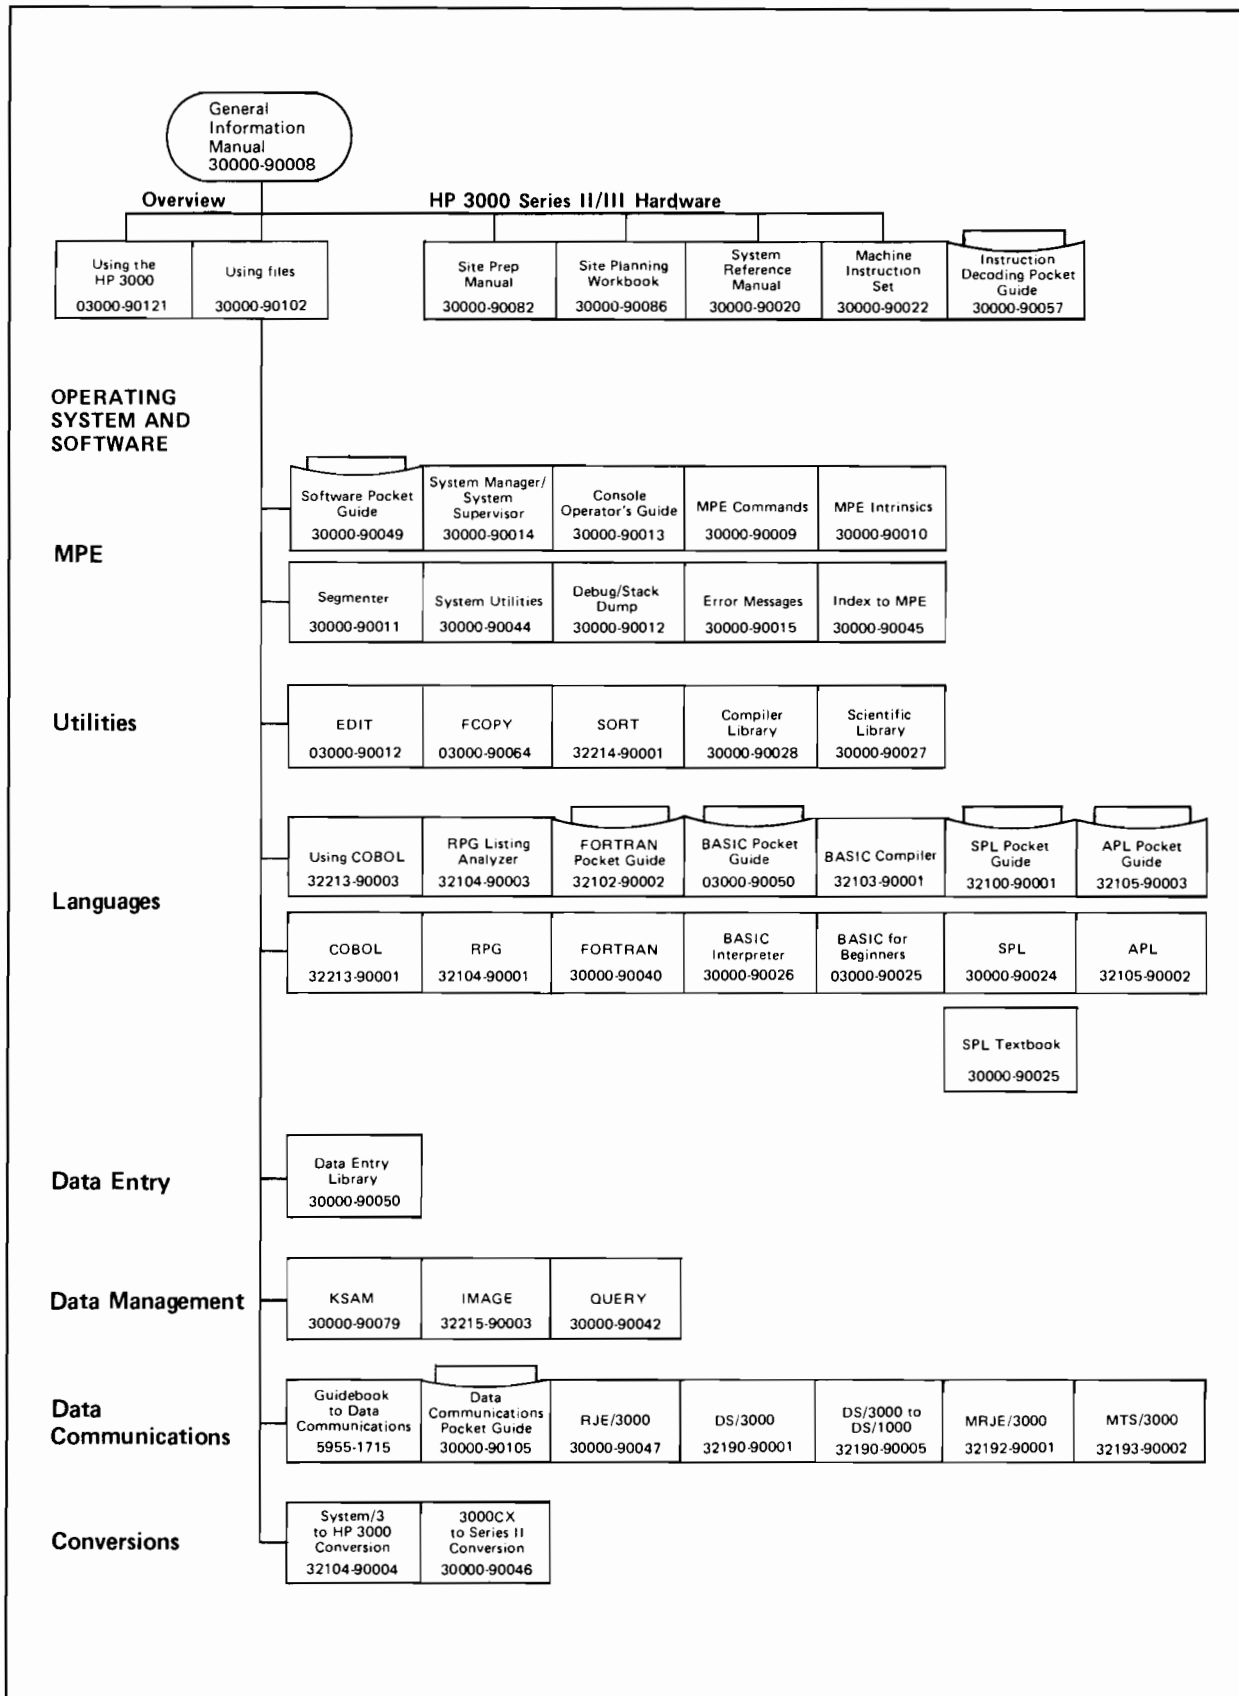 General
Information
Manual
30000-90008
Overview
HP 3000 Series II/III Hardware
Using the
HP 3000
03000-90121
Using files
30000-90102
Site Prep
Manual
30000-90082
Site Planning
Workbook
30000-90086
System
Reference
Manual
30000-90020
Machine
Instruction
Set
30000-90022
Instruction
Decoding Pocket
Guide
30000-90057
OPERATING
SYSTEM AND
SOFTWARE
MPE
Software Pocket
Guide
30000-90049
System Manager/
System
Supervisor
30000-90014
Console
Operator's Guide
30000-90013
MPE Commands
30000-90009
MPE Intrinsics
30000-90010
Segmenter
30000-90011
System Utilities
30000-90044
Debug/Stack
Dump
30000-90012
Error Messages
30000-90015
Index to MPE
30000-90045
Utilities
EDIT
03000-90012
FCOPY
03000-90064
SORT
32214-90001
Compiler
Library
30000-90028
Scientific
Library
30000-90027
Languages
Using COBOL
32213-90003
RPG Listing
Analyzer
32104-90003
FORTRAN
Pocket Guide
32102-90002
BASIC Pocket
Guide
03000-90050
BASIC Compiler
32103-90001
SPL Pocket
Guide
32100-90001
APL Pocket
Guide
32105-90003
COBOL
32213-90001
RPG
32104-90001
FORTRAN
30000-90040
BASIC
Interpreter
30000-90026
BASIC for
Beginners
03000-90025
SPL
30000-90024
APL
32105-90002
SPL Textbook
30000-90025
Data Entry
Data Entry
Library
30000-90050
Data Management
KSAM
30000-90079
IMAGE
32215-90003
QUERY
30000-90042
Data
Communications
Guidebook
to Data
Communications
5955-1715
Data
Communications
Pocket Guide
30000-90105
RJE/3000
30000-90047
DS/3000
32190-90001
DS/3000 to
DS/1000
32190-90005
MRJE/3000
32192-90001
MTS/3000
32193-90002
Conversions
System/3
to HP 3000
Conversion
32104-90004
3000CX
to Series II
Conversion
30000-90046